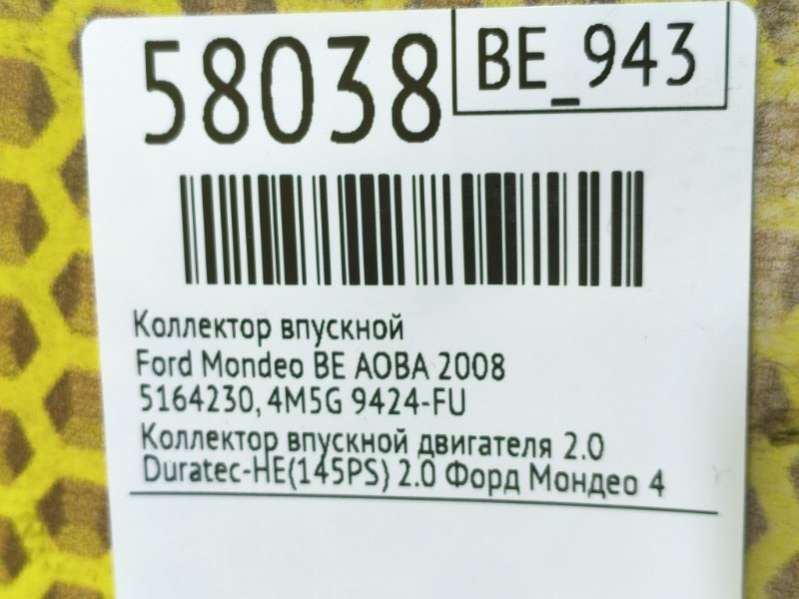 58038
BE_943
Коллектор впускной
Ford Mondeo BE AOBA 2008
5164230, 4M5G 9424-FU
Коллектор впускной двигателя 2.0
Duratec-HE(145PS) 2.0 Форд Мондео 4